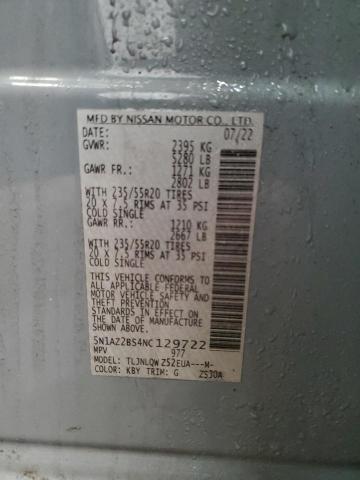 MFD BY NISSAN MOTOR CO., LTD.
DATE: 07/22
GVWR: 2395 KG
5280 LB
GAWR FR.: 1271 KG
2802 LB
WITH 235/55R20 TIRES
20 X 7.5 RIMS AT 35 PSI
COLD SINGLE
GAWR RR.: 1210 KG
2667 LB
WITH 235/55R20 TIRES
20 X 7.5 RIMS AT 35 PSI
COLD SINGLE
THIS VEHICLE CONFORMS TO
ALL APPLICABLE FEDERAL
MOTOR VEHICLE SAFETY AND
THEFT PREVENTION
STANDARDS IN EFFECT ON
THE DATE OF MANUFACTURE
SHOWN ABOVE.
5N1AZ2BS4NC129722
MPV 977
TLJNLQWZ52EUA---M-
COLOR: KBY TRIM: G ZS30A